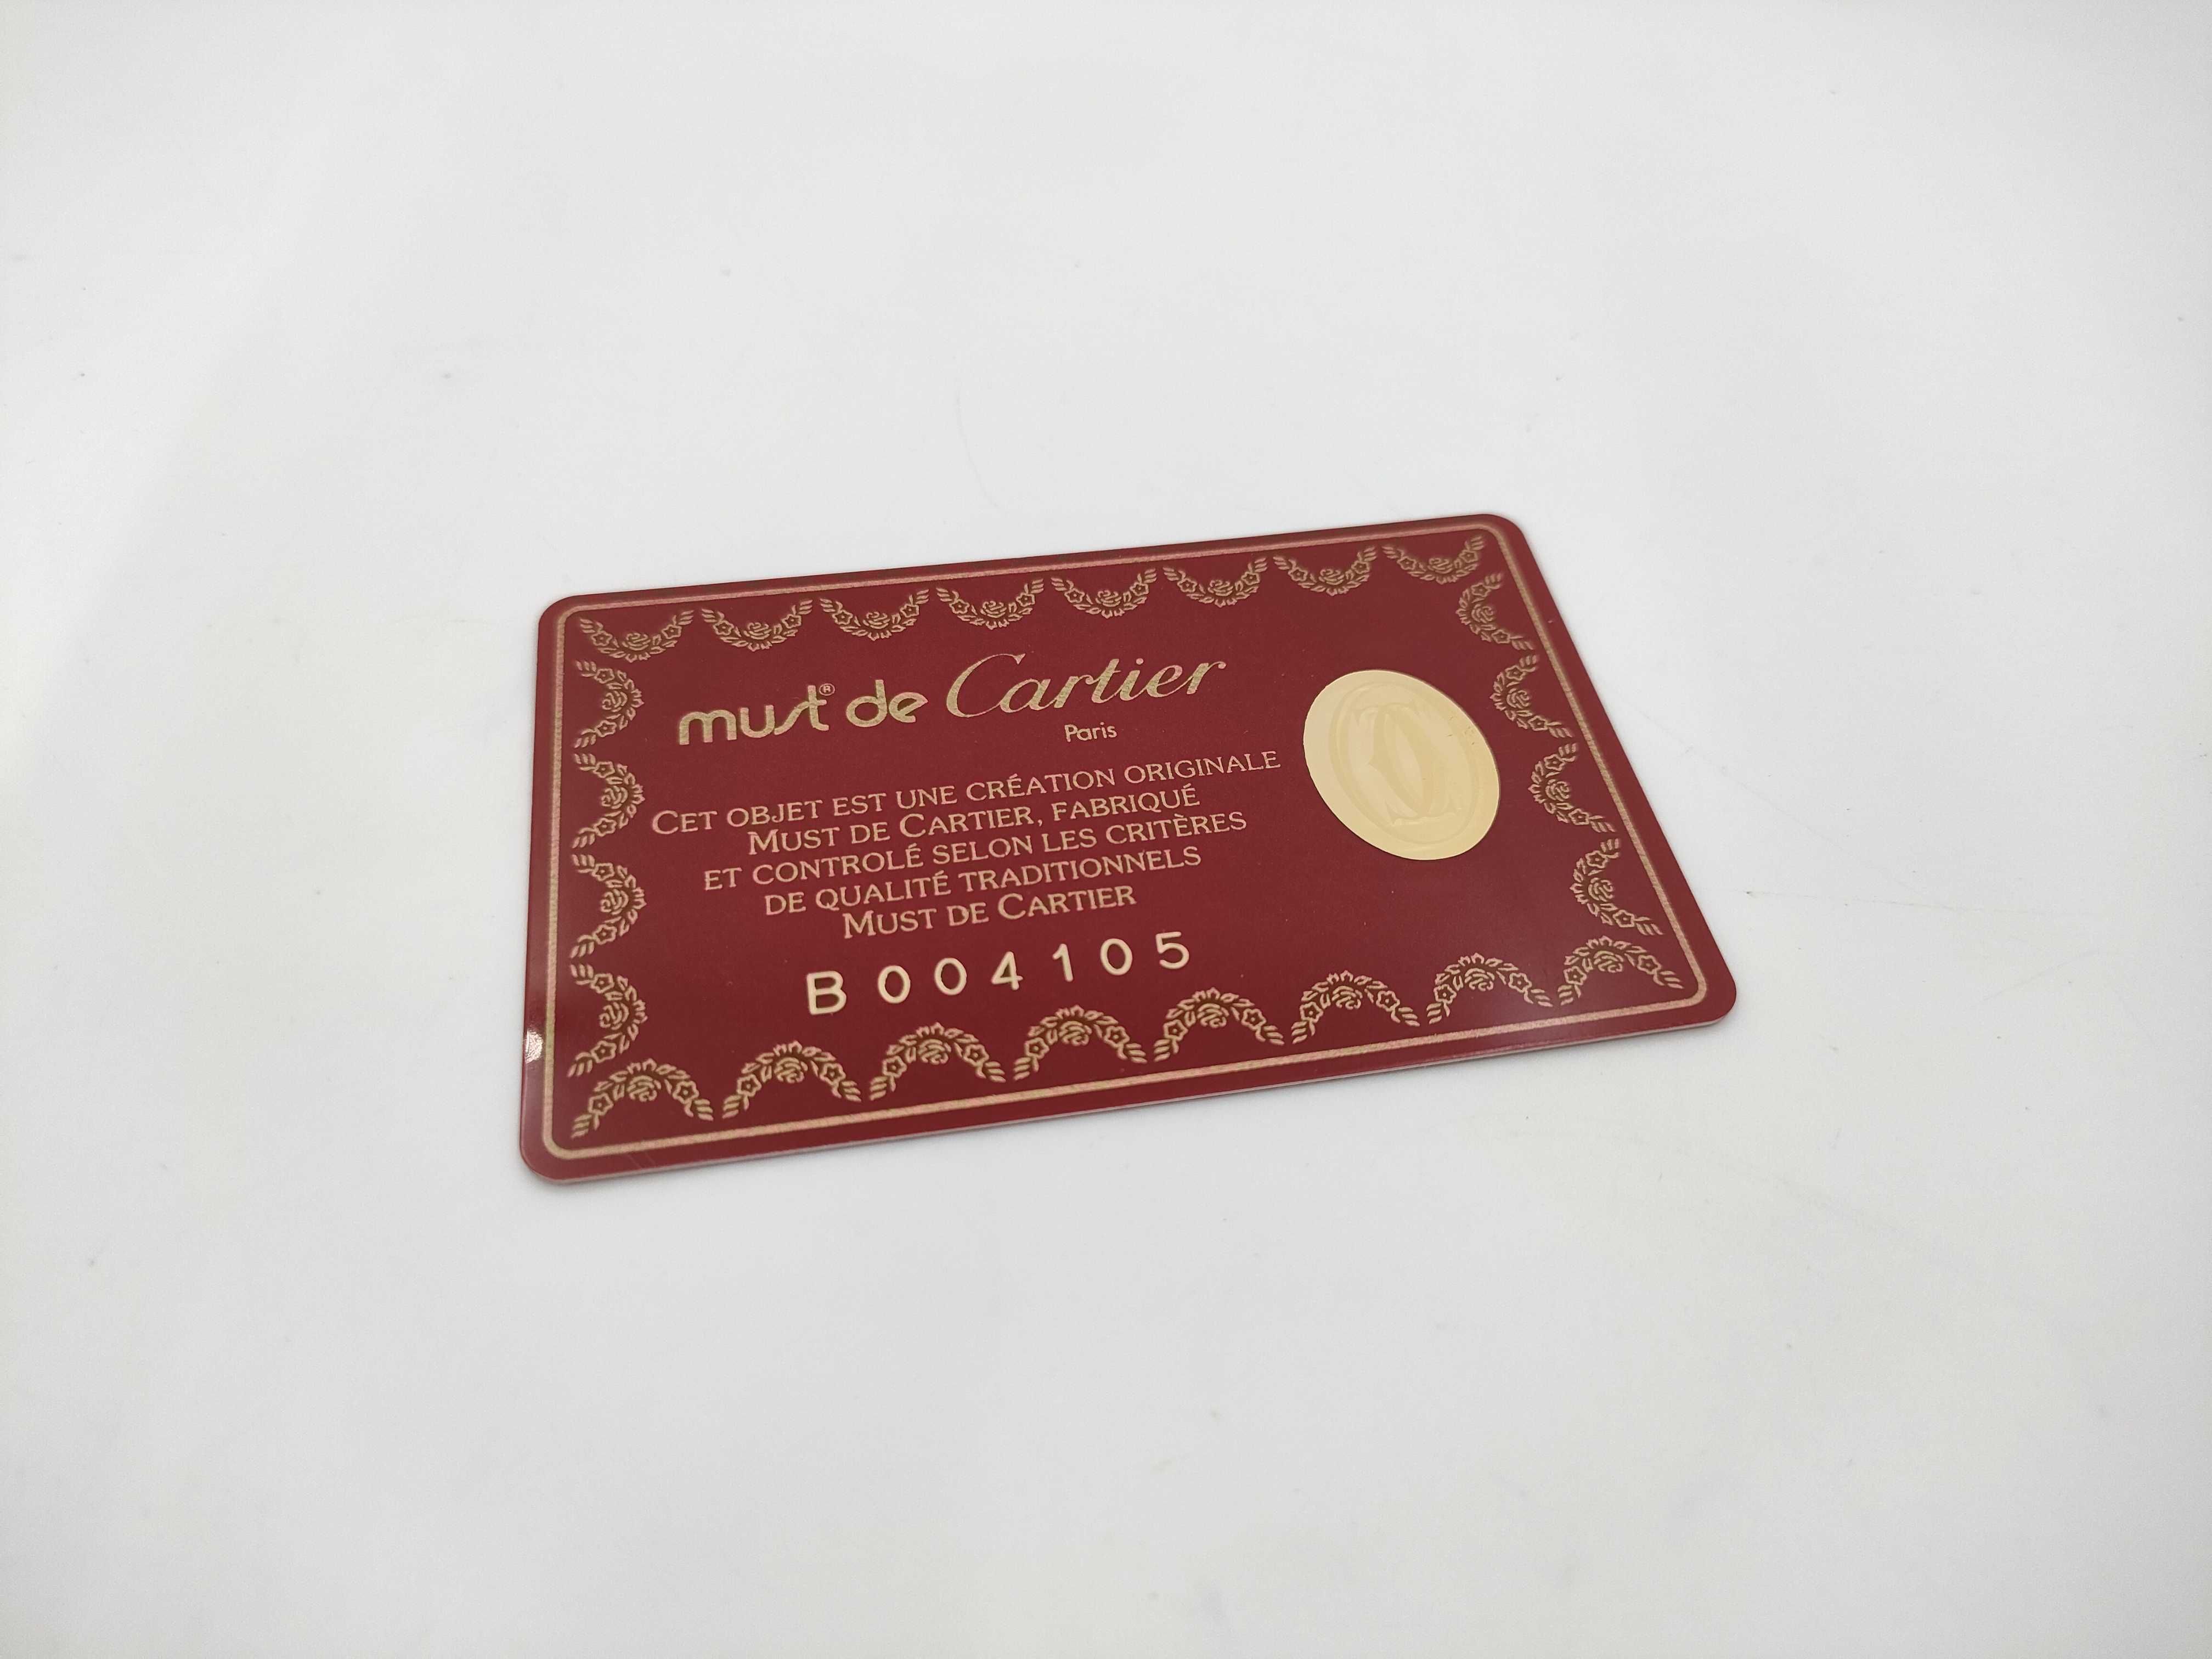 must® de Cartier
Paris
CET OBJET EST UNE CRÉATION ORIGINALE
MUST DE CARTIER, FABRIQUÉ
ET CONTROLÉ SELON LES CRITÈRES
DE QUALITÉ TRADITIONNELS
MUST DE CARTIER
B 004105